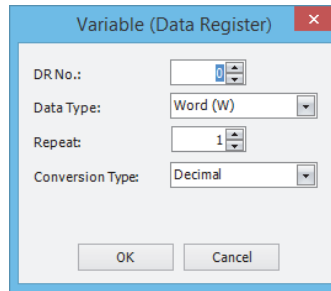 Variable (Data Register)
DR No.: 0
Data Type: Word (W)
Repeat: 1
Conversion Type: Decimal
OK Cancel